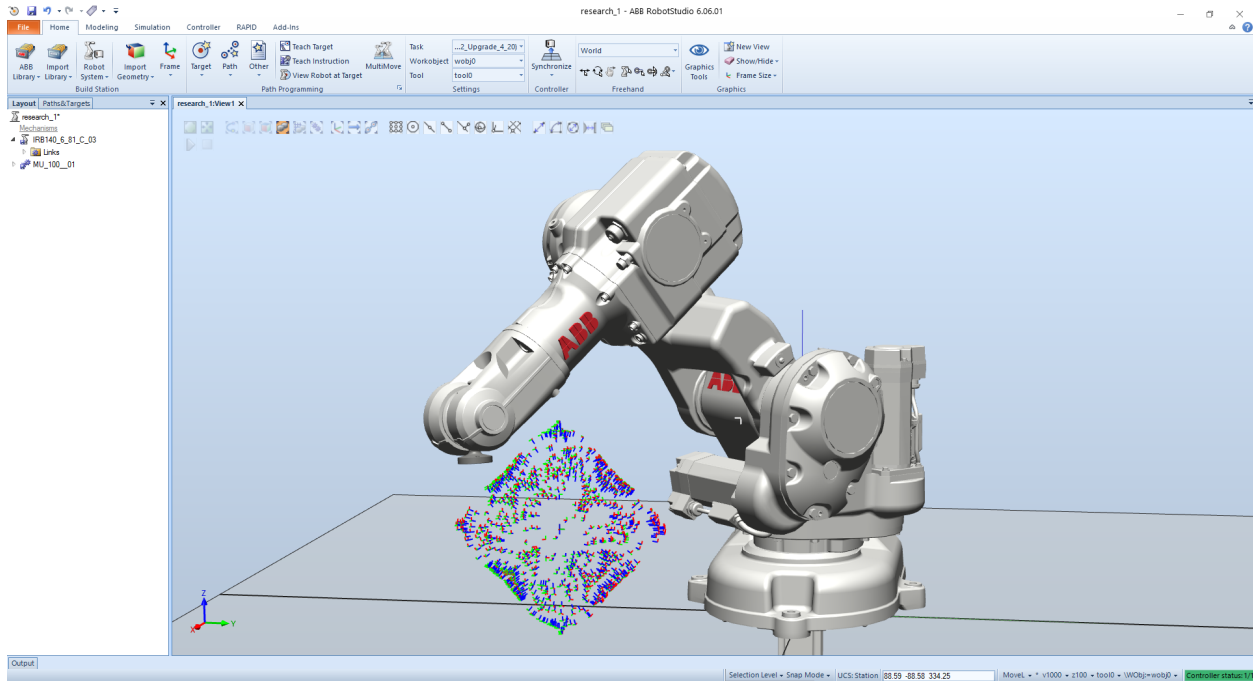 research_1 - ABB RobotStudio 6.06.01
File Home Modeling Simulation Controller RAPID Add-Ins
ABB Library
Import Library
Robot System
Import Geometry
Frame
Build Station
Target
Path
Other
Teach Target
Teach Instruction
View Robot at Target
MultiMove
Path Programming
Task ...2_Upgrade_4_20)
Workobject wobj0
Tool tool0
Settings
Synchronize
Controller
World
Freehand
Graphics Tools
New View
Show/Hide
Frame Size
Graphics
Layout Paths&Targets
research_1:View1
research_1*
Mechanisms
IRB140_6_81_C_03
Links
MU_100__01
ABB
ABB
Z
X
Y
Output
Selection Level Snap Mode UCS: Station 88.59 -88.58 334.25 MoveL * v1000 z100 tool0 \WObj:=wobj0 Controller status: 1/1